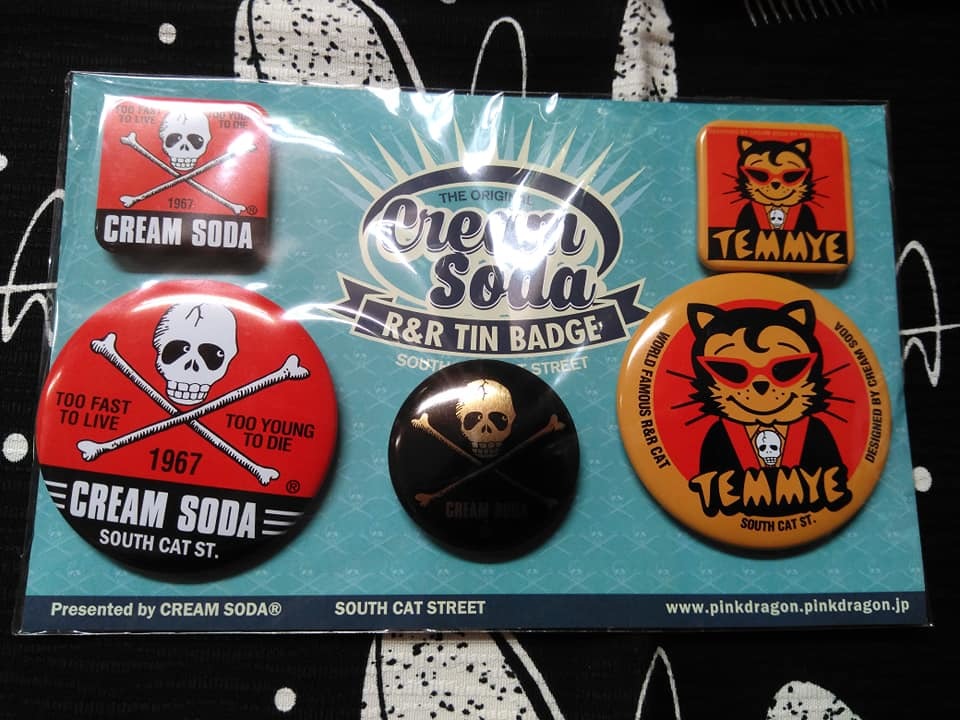 TOO FAST
TO LIVE
TOO YOU
TO DIE
1967
®
CREAM SODA
THE ORIGINAL
Cream
Soda
R&R TIN BADGE
SOUTH CAT STREET
TEMMYE
TOO FAST
TO LIVE
TOO YOUNG
TO DIE
1967
®
CREAM SODA
SOUTH CAT ST.
CREAM SODA
WORLD FAMOUS R&R CAT
DESIGNED BY CREAM SODA
TEMMYE
SOUTH CAT ST.
Presented by CREAM SODA®
SOUTH CAT STREET
www.pinkdragon.pinkdragon.jp